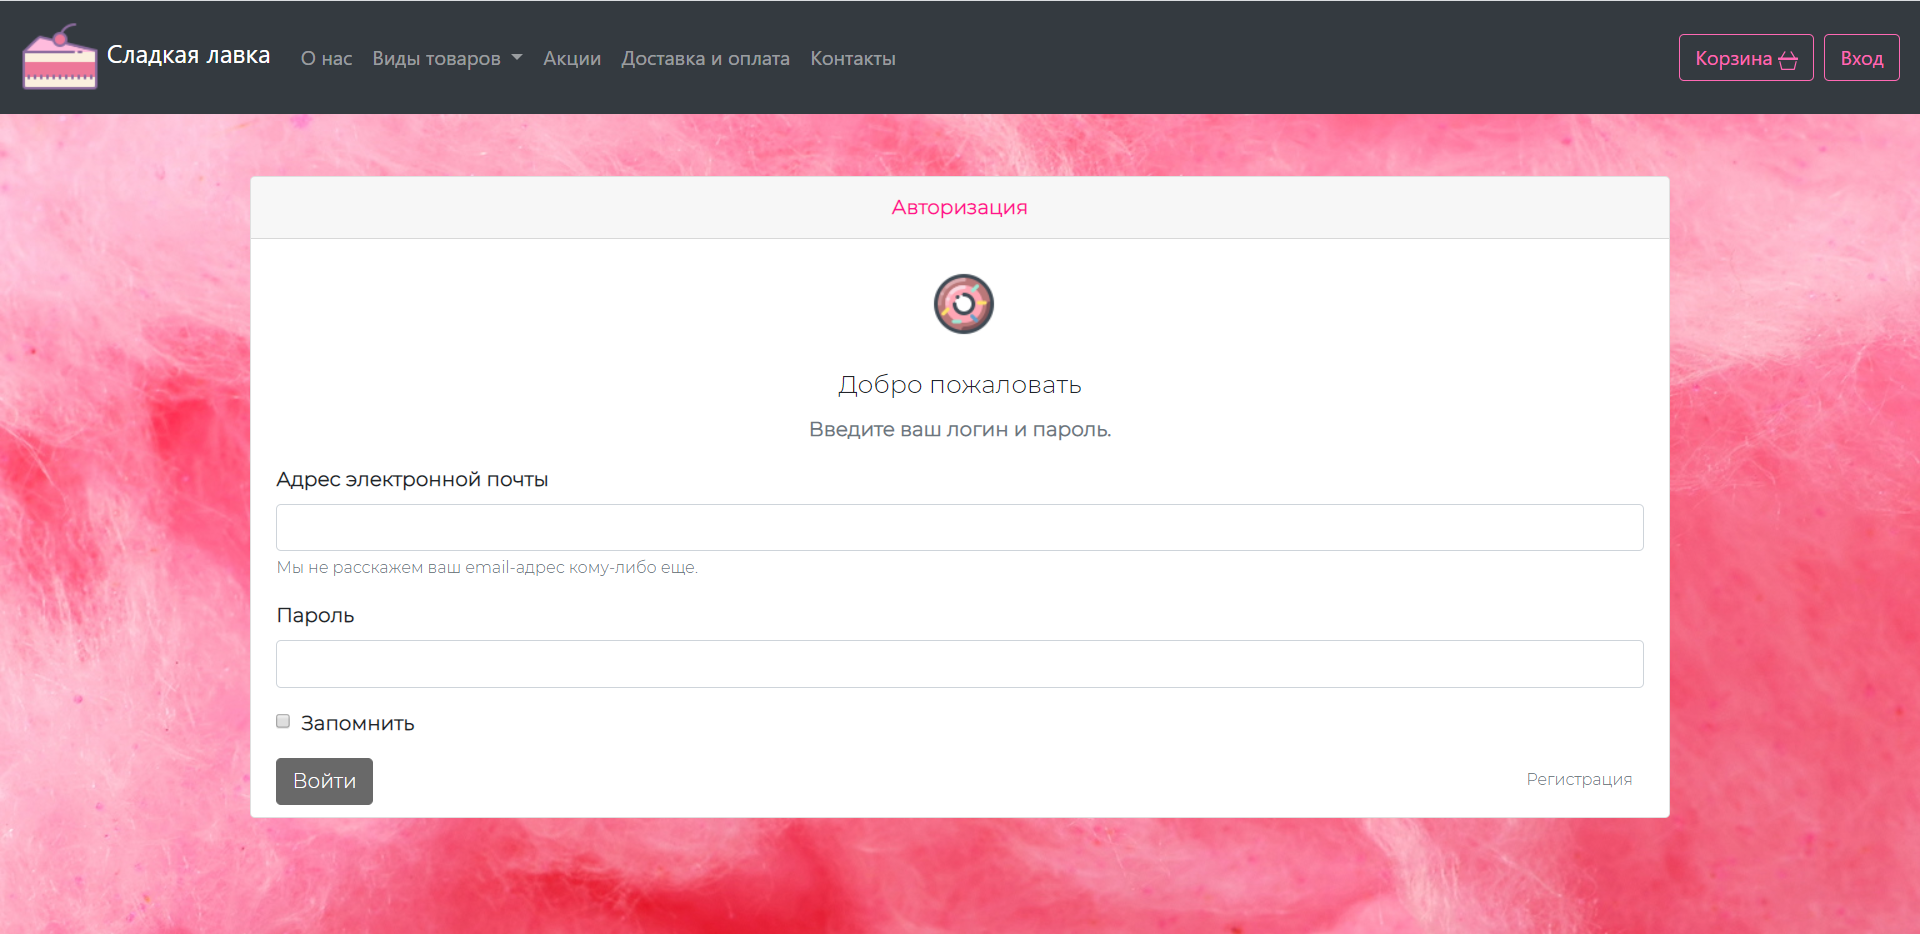 Сладкая лавка
О нас Виды товаров Акции Доставка и оплата Контакты
Корзина Вход
Авторизация
Добро пожаловать
Введите ваш логин и пароль.
Адрес электронной почты
Мы не расскажем ваш email-адрес кому-либо еще.
Пароль
Запомнить
Войти
Регистрация